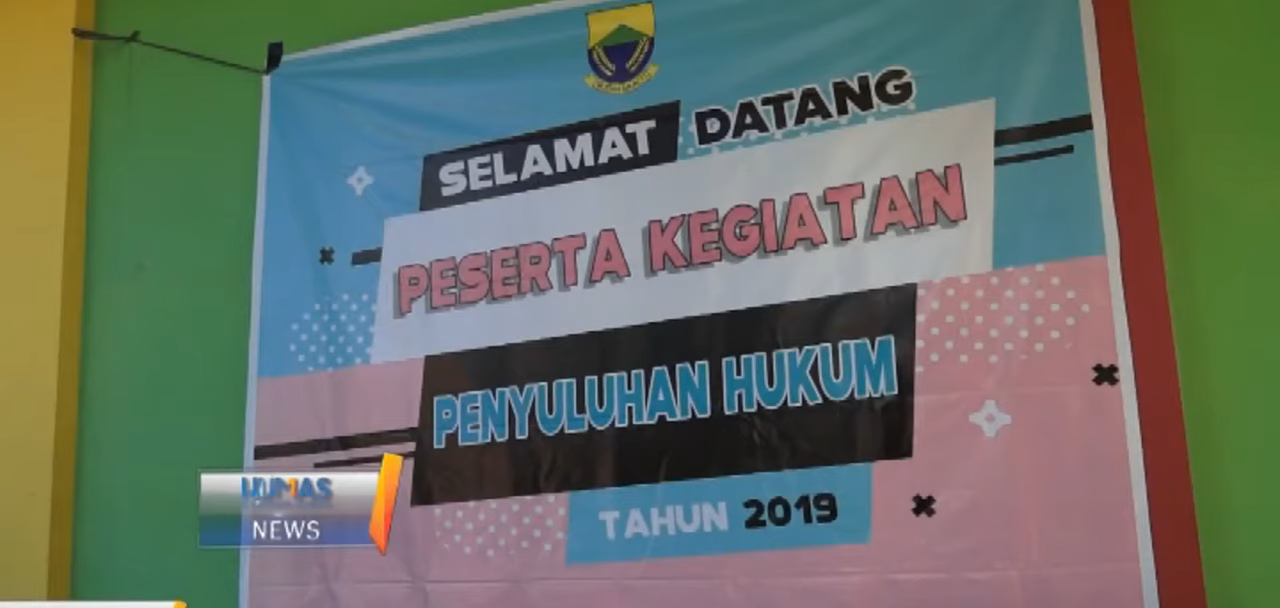 SELAMAT DATANG
PESERTA KEGIATAN
PENYULUHAN HUKUM
TAHUN 2019
HUMAS
NEWS